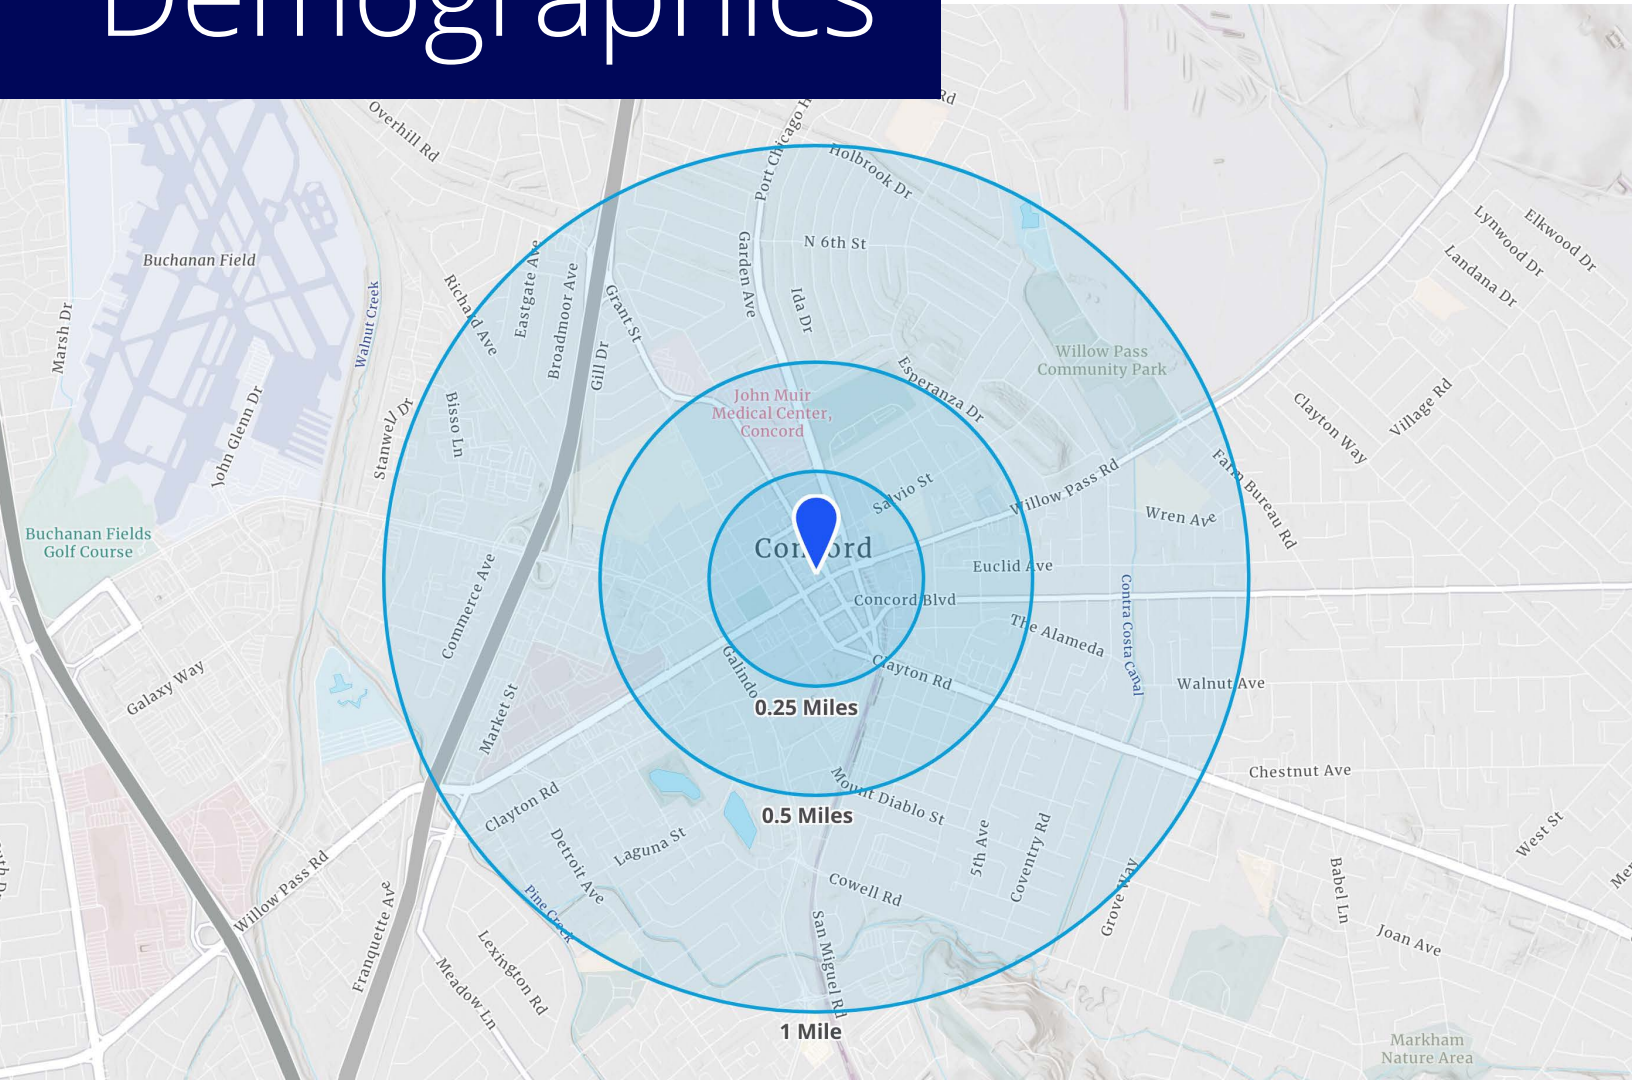 Demographics
Rd
Overhill Rd
Port Chicago H
Holbrook Dr
Elkwood Dr
Lynwood Dr
Landana Dr
Buchanan Field
Eastgate Ave
Garden Ave
N 6th St
Marsh Dr
Walnut Creek
Richard Ave
Broadmoor Ave
Grant St
Ida Dr
Gill Dr
Willow Pass
Community Park
John Glenn Dr
Stanwell Dr
Bisso Ln
John Muir
Medical Center,
Concord
Esperanza Dr
Clayton Way
Village Rd
Salvio St
Willow Pass Rd
Farm Bureau Rd
Wren Ave
Buchanan Fields
Golf Course
Concord
Euclid Ave
Commerce Ave
Concord Blvd
Contra Costa Canal
The Alameda
Galaxy Way
Market St
Galindo
Clayton Rd
Walnut Ave
0.25 Miles
Chestnut Ave
Clayton Rd
0.5 Miles
Mount Diablo St
Detroit Ave
Laguna St
5th Ave
Coventry Rd
West St
Willow Pass Rd
Cowell Rd
Grove Way
Babel Ln
Franquette Ave
Pine Creek
Lexington Rd
San Miguel Rd
Joan Ave
Meadow Ln
1 Mile
Markham
Nature Area